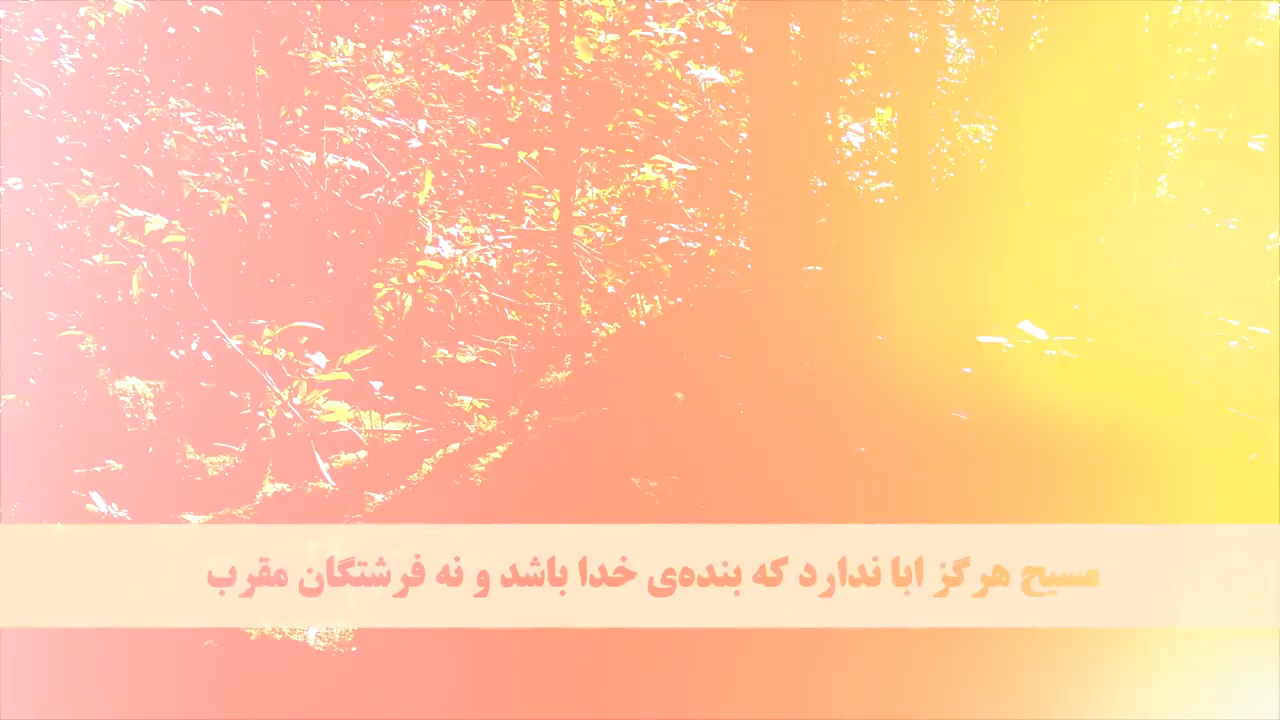 مسیح هرگز ابا ندارد که بنده‌ی خدا باشد و نه فرشتگان مقرب